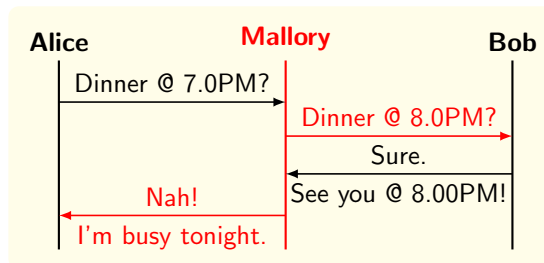 Alice
Mallory
Bob
Dinner @ 7.0PM?
Dinner @ 8.0PM?
Sure.
See you @ 8.00PM!
Nah!
I'm busy tonight.